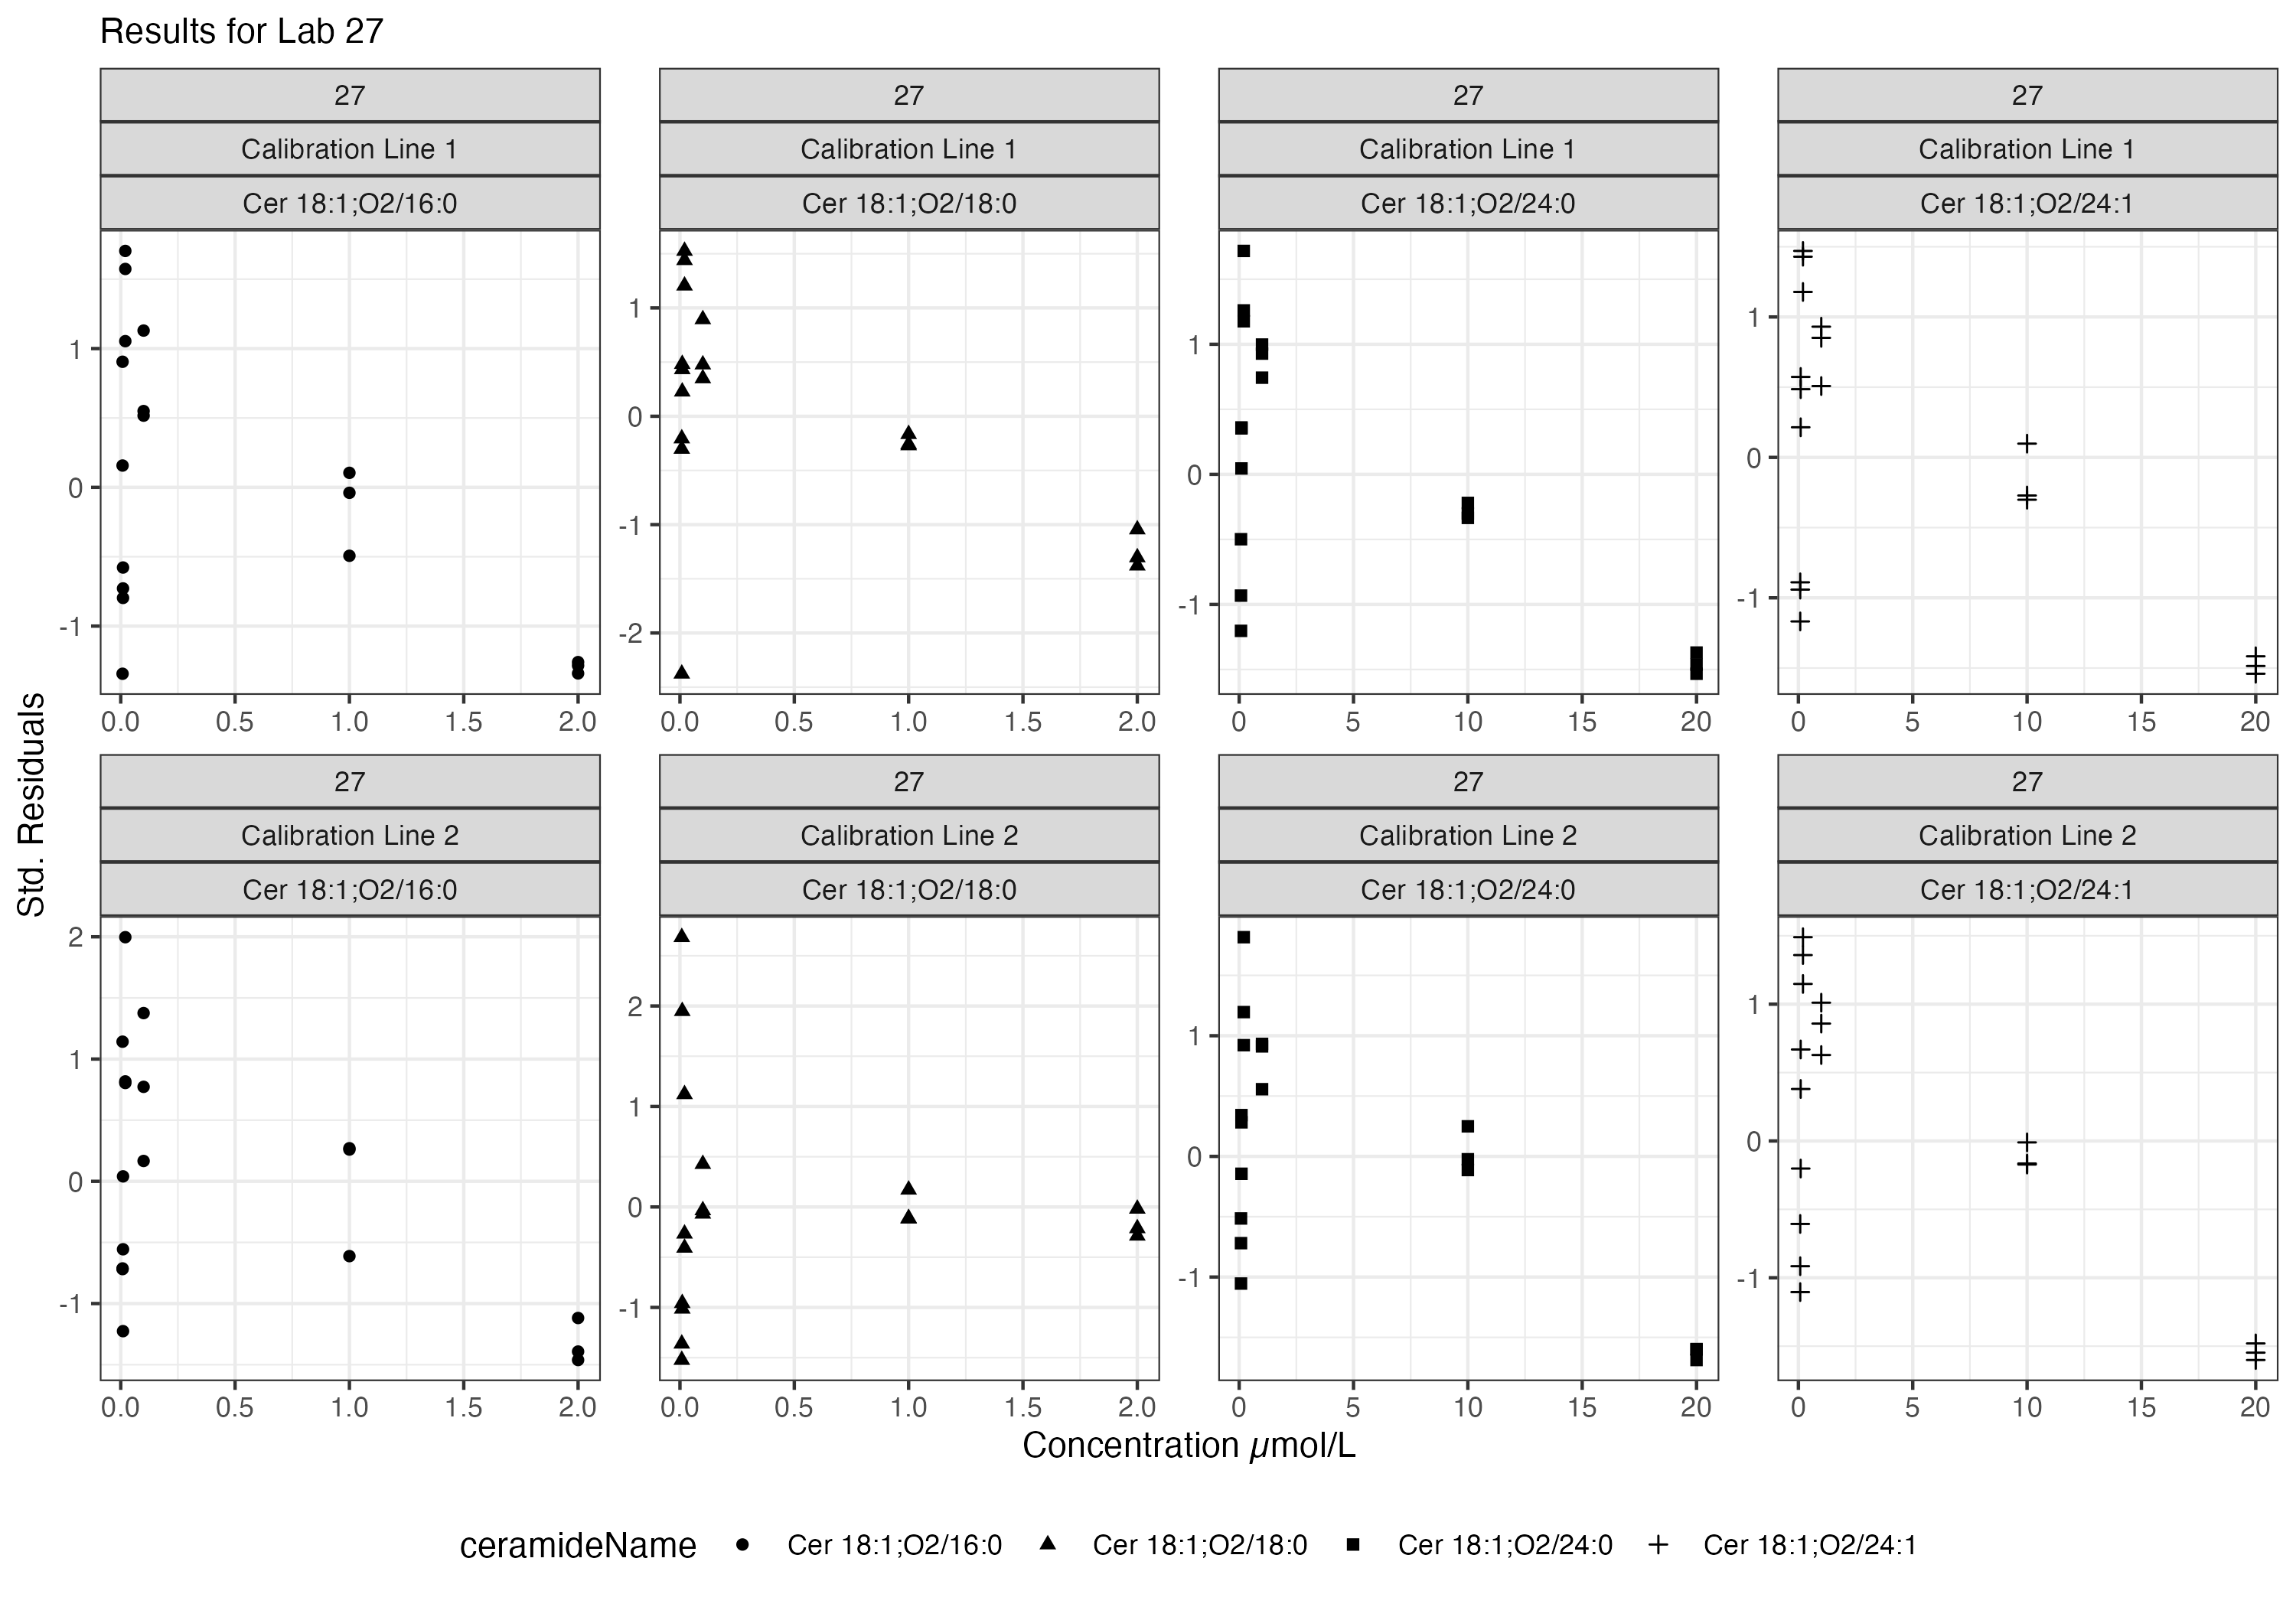 Results for Lab 27
27
27
27
27
Calibration Line 1
Calibration Line 1
Calibration Line 1
Calibration Line 1
Cer 18:1;O2/16:0
Cer 18:1;O2/18:0
Cer 18:1;O2/24:0
Cer 18:1;O2/24:1
1
0
-1
1
0
-1
-2
1
0
-1
1
0
-1
0.0 0.5 1.0 1.5 2.0
0.0 0.5 1.0 1.5 2.0
0 5 10 15 20
0 5 10 15 20
Std. Residuals
27
27
27
27
Calibration Line 2
Calibration Line 2
Calibration Line 2
Calibration Line 2
Cer 18:1;O2/16:0
Cer 18:1;O2/18:0
Cer 18:1;O2/24:0
Cer 18:1;O2/24:1
2
1
0
-1
2
1
0
-1
1
0
-1
1
0
-1
0.0 0.5 1.0 1.5 2.0
0.0 0.5 1.0 1.5 2.0
0 5 10 15 20
0 5 10 15 20
Concentration µmol/L
ceramideName Cer 18:1;O2/16:0 Cer 18:1;O2/18:0 Cer 18:1;O2/24:0 Cer 18:1;O2/24:1